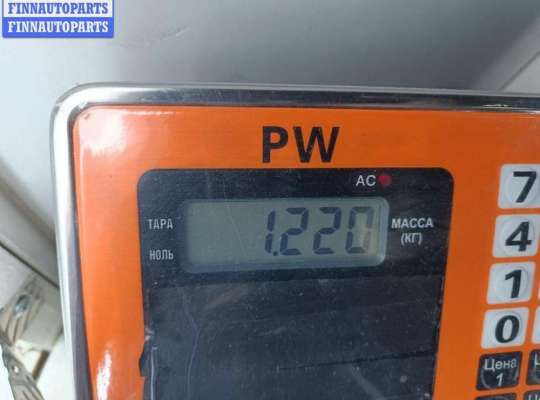 FINNAUTOPARTS
FINNAUTOPARTS
PW
AC
ТАРА
НОЛЬ
1.220
МАССА
(КГ)
7
4
1
0
Цена
1